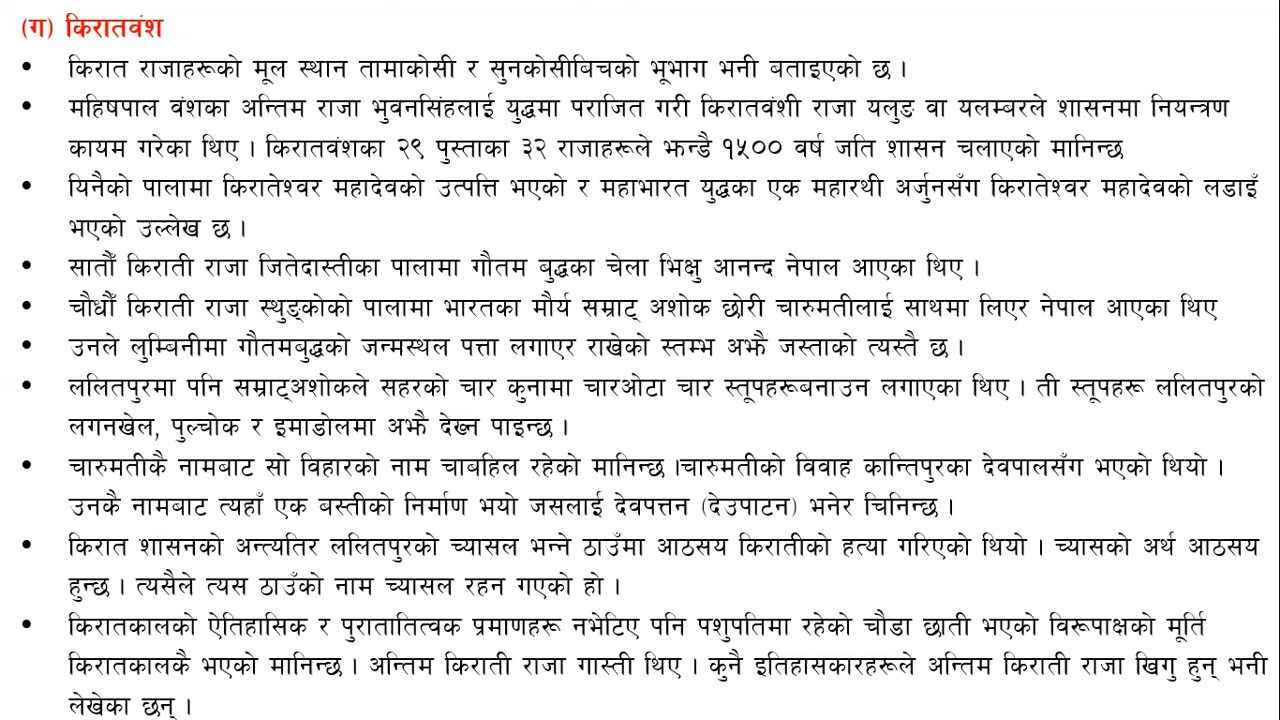 (ग) किरातवंश
• किरात राजाहरूको मूल स्थान तामाकोसी र सुनकोसीबिचको भूभाग भनी बताइएको छ ।
• महिषपाल वंशका अन्तिम राजा भुवनसिंहलाई युद्धमा पराजित गरी किरातवंशी राजा यलुङ वा यलम्बरले शासनमा नियन्त्रण
कायम गरेका थिए । किरातवंशका २९ पुस्ताका ३२ राजाहरूले झन्डै १५०० वर्ष जति शासन चलाएको मानिन्छ
• यिनैको पालामा किरातेश्वर महादेवको उत्पत्ति भएको र महाभारत युद्धका एक महारथी अर्जुनसँग किरातेश्वर महादेवको लडाइँ
भएको उल्लेख छ ।
• सातौँ किराती राजा जितेदास्तीका पालामा गौतम बुद्धका चेला भिक्षु आनन्द नेपाल आएका थिए ।
• चौधौँ किराती राजा स्थुङ्कोको पालामा भारतका मौर्य सम्राट् अशोक छोरी चारुमतीलाई साथमा लिएर नेपाल आएका थिए
• उनले लुम्बिनीमा गौतमबुद्धको जन्मस्थल पत्ता लगाएर राखेको स्तम्भ अझै जस्ताको त्यस्तै छ ।
• ललितपुरमा पनि सम्राट्अशोकले सहरको चार कुनामा चारओटा चार स्तूपहरूबनाउन लगाएका थिए । ती स्तूपहरू ललितपुरको
लगनखेल, पुल्चोक र इमाडोलमा अझै देख्न पाइन्छ ।
• चारुमतीकै नामबाट सो विहारको नाम चाबहिल रहेको मानिन्छ ।चारुमतीको विवाह कान्तिपुरका देवपालसँग भएको थियो ।
उनकै नामबाट त्यहाँ एक बस्तीको निर्माण भयो जसलाई देवपत्तन (देउपाटन) भनेर चिनिन्छ ।
• किरात शासनको अन्त्यतिर ललितपुरको च्यासल भन्ने ठाउँमा आठसय किरातीको हत्या गरिएको थियो । च्यासको अर्थ आठसय
हुन्छ । त्यसैले त्यस ठाउँको नाम च्यासल रहन गएको हो ।
• किरातकालको ऐतिहासिक र पुरातातित्वक प्रमाणहरू नभेटिए पनि पशुपतिमा रहेको चौडा छाती भएको विरूपाक्षको मूर्ति
किरातकालकै भएको मानिन्छ । अन्तिम किराती राजा गास्ती थिए । कुनै इतिहासकारहरूले अन्तिम किराती राजा खिगु हुन् भनी
लेखेका छन् ।